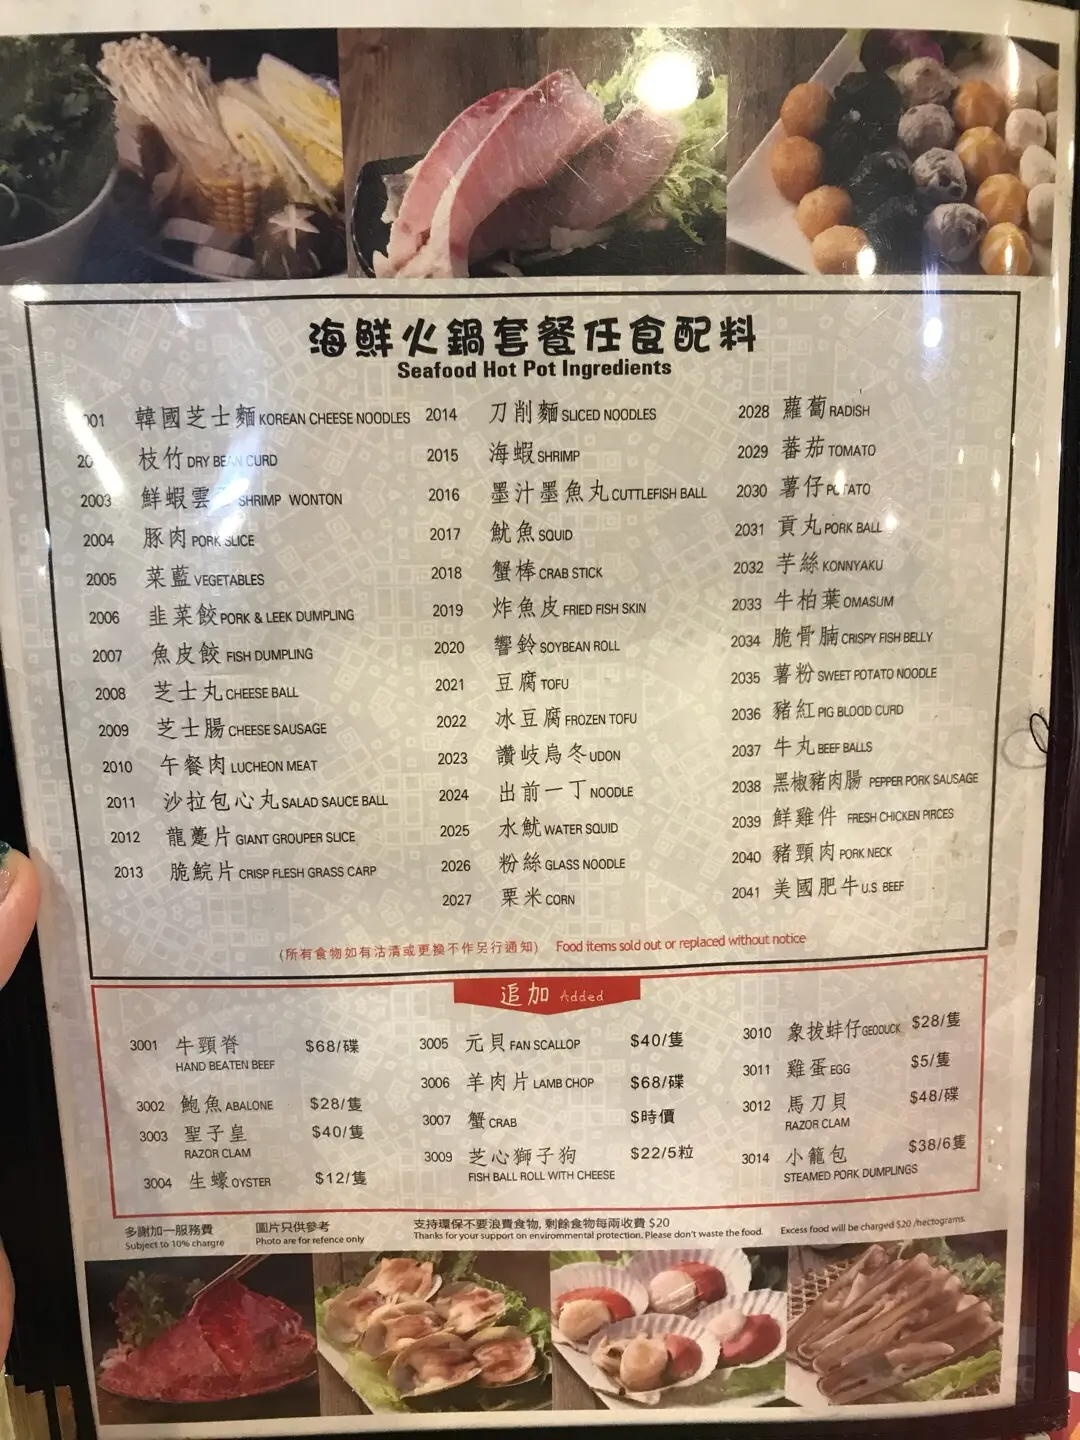 海鮮火鍋套餐任食配料
Seafood Hot Pot Ingredients
韓國芝士麵 KOREAN CHEESE NOODLES
枝竹 DRY BEAN CURD
2003 鮮蝦雲 SHRIMP WONTON
2004 豚肉 PORK SLICE
2005 菜藍 VEGETABLES
2006 韭菜餃 PORK & LEEK DUMPLING
2007 魚皮餃 FISH DUMPLING
2008 芝士丸 CHEESE BALL
2009 芝士腸 CHEESE SAUSAGE
2010 午餐肉 LUCHEON MEAT
2011 沙拉包心丸 SALAD SAUCE BALL
2012 龍躉片 GIANT GROUPER SLICE
2013 脆鯇片 CRISP FLESH GRASS CARP
2014 刀削麵 SLICED NOODLES
2015 海蝦 SHRIMP
2016 墨汁墨魚丸 CUTTLEFISH BALL
2017 魷魚 SQUID
2018 蟹棒 CRAB STICK
2019 炸魚皮 FRIED FISH SKIN
2020 響鈴 SOYBEAN ROLL
2021 豆腐 TOFU
2022 冰豆腐 FROZEN TOFU
2023 讚岐烏冬 UDON
2024 出前一丁 NOODLE
2025 水魷 WATER SQUID
2026 粉絲 GLASS NOODLE
2027 栗米 CORN
2028 蘿蔔 RADISH
2029 蕃茄 TOMATO
2030 薯仔 POTATO
2031 貢丸 PORK BALL
2032 芋絲 KONNYAKU
2033 牛柏葉 OMASUM
2034 脆骨腩 CRISPY FISH BELLY
2035 薯粉 SWEET POTATO NOODLE
2036 豬紅 PIG BLOOD CURD
2037 牛丸 BEEF BALLS
2038 黑椒豬肉腸 PEPPER PORK SAUSAGE
2039 鮮雞件 FRESH CHICKEN PIRCES
2040 豬頸肉 PORK NECK
2041 美國肥牛 U.S. BEEF
(所有食物如有沽清或更換不作另行通知) Food items sold out or replaced without notice
追加 Added
3001 牛頸脊 $68/碟
HAND BEATEN BEEF
3002 鮑魚 ABALONE $28/隻
3003 聖子皇 $40/隻
RAZOR CLAM
3004 生蠔 OYSTER $12/隻
3005 元貝 FAN SCALLOP $40/隻
3006 羊肉片 LAMB CHOP $68/碟
3007 蟹 CRAB $時價
3009 芝心獅子狗 $22/5粒
FISH BALL ROLL WITH CHEESE
3010 象拔蚌仔 GEODUCK $28/隻
3011 雞蛋 EGG $5/隻
3012 馬刀貝 $48/碟
RAZOR CLAM
3014 小籠包 $38/6隻
STEAMED PORK DUMPLINGS
多謝加一服務費
Subject to 10% chargre
圖片只供參考
Photo are for refence only
支持環保不要浪費食物, 剩餘食物每兩收費 $20
Thanks for your support on envirommental protection. Please don't waste the food. Excess food will be charged $20 /hectograms.